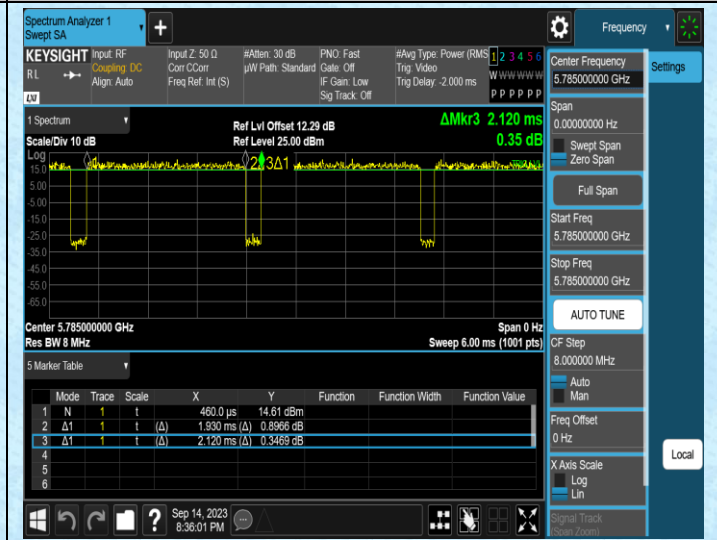 Spectrum Analyzer 1
Swept SA
+
Frequency
KEYSIGHT
RL
LXI
Input: RF
Coupling: DC
Align: Auto
Input Z: 50 Ω
Corr CCorr
Freq Ref: Int (S)
#Atten: 30 dB
µW Path: Standard
PNO: Fast
Gate: Off
IF Gain: Low
Sig Track: Off
#Avg Type: Power (RMS
Trig: Video
Trig Delay: -2.000 ms
1 2 3 4 5 6
W W W W W W
P P P P P P
Settings
1 Spectrum
Scale/Div 10 dB
Log
Ref Lvl Offset 12.29 dB
Ref Level 25.00 dBm
ΔMkr3 2.120 ms
0.35 dB
2 3Δ1
15.0
5.00
-5.00
-15.0
-25.0
-35.0
-45.0
-55.0
-65.0
Center 5.785000000 GHz
Res BW 8 MHz
Span 0 Hz
Sweep 6.00 ms (1001 pts)
5 Marker Table
Mode Trace Scale X Y Function Function Width Function Value
1 N 1 t 460.0 µs 14.61 dBm
2 Δ1 1 t (Δ) 1.930 ms (Δ) 0.8966 dB
3 Δ1 1 t (Δ) 2.120 ms (Δ) 0.3469 dB
4
5
6
Center Frequency
5.785000000 GHz
Span
0.00000000 Hz
Swept Span
Zero Span
Full Span
Start Freq
5.785000000 GHz
Stop Freq
5.785000000 GHz
AUTO TUNE
CF Step
8.000000 MHz
Auto
Man
Freq Offset
0 Hz
X Axis Scale
Log
Lin
Signal Track
(Span Zoom)
Local
?
Sep 14, 2023
8:36:01 PM